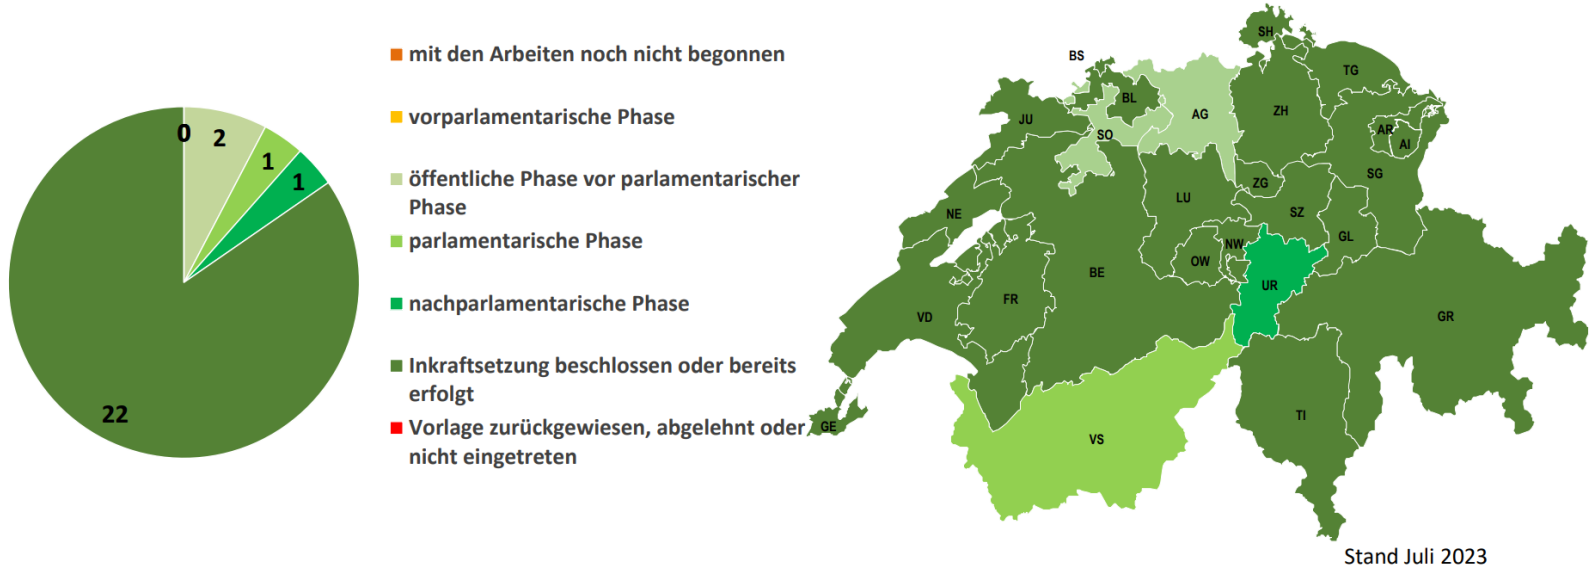 0
2
1
1
22
mit den Arbeiten noch nicht begonnen
vorparlamentarische Phase
öffentliche Phase vor parlamentarischer
Phase
parlamentarische Phase
nachparlamentarische Phase
Inkraftsetzung beschlossen oder bereits
erfolgt
Vorlage zurückgewiesen, abgelehnt oder
nicht eingetreten
SH
BS
TG
BL
ZH
AG
JU
SO
AR
AI
SG
ZG
LU
NE
SZ
GL
NW
OW
BE
UR
FR
VD
GR
TI
GE
VS
Stand Juli 2023